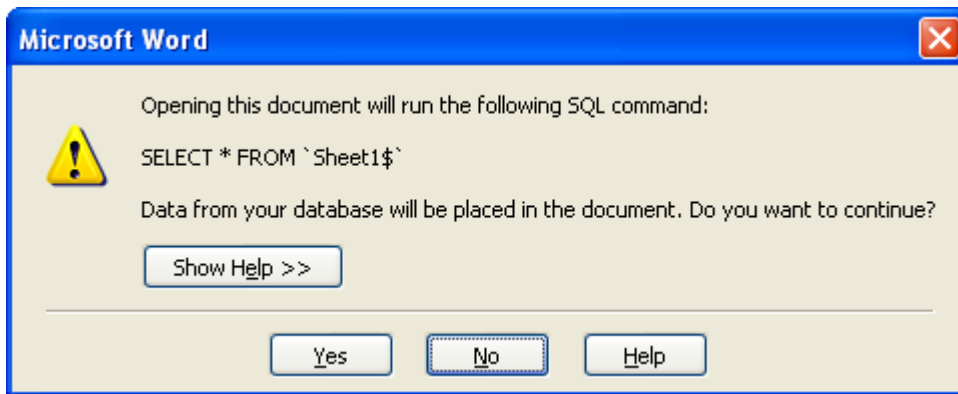 Microsoft Word
Opening this document will run the following SQL command:
SELECT * FROM `Sheet1$`
Data from your database will be placed in the document. Do you want to continue?
Show Help >>
Yes No Help